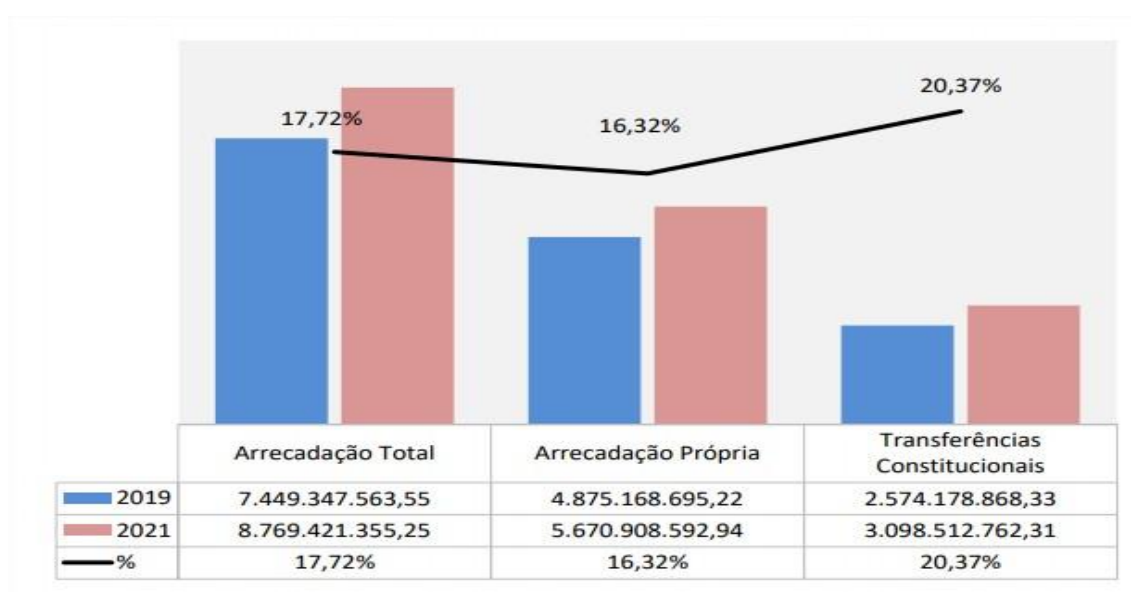 20,37%
17,72%
16,32%
Arrecadação Total Arrecadação Própria Transferências
Constitucionais
2019 7.449.347.563,55 4.875.168.695,22 2.574.178.868,33
2021 8.769.421.355,25 5.670.908.592,94 3.098.512.762,31
% 17,72% 16,32% 20,37%